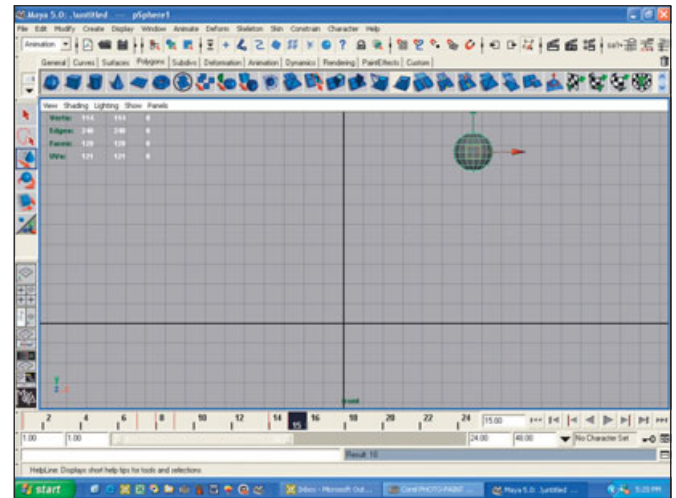 Maya 5.0: .\untitled --- pSphere1
File Edit Modify Create Display Window Animate Deform Skeleton Skin Constrain Character Help
Animation
General Curves Surfaces Polygons Subdivs Deformation Animation Dynamics Rendering PaintEffects Custom
View Shading Lighting Show Panels
Verts: 114 114 0
Edges: 240 240 0
Faces: 128 128 0
UVs: 121 121 0
y
z
front
2 4 6 8 10 12 14 15 16 18 20 22 24 15.00
1.00 1.00 24.00 48.00 No Character Set
Result: 10
HelpLine: Displays short help tips for tools and selections
start Inbox - Microsoft Out... Corel PHOTO-PAINT ... Maya 5.0: .\untitled ... 5:20 PM